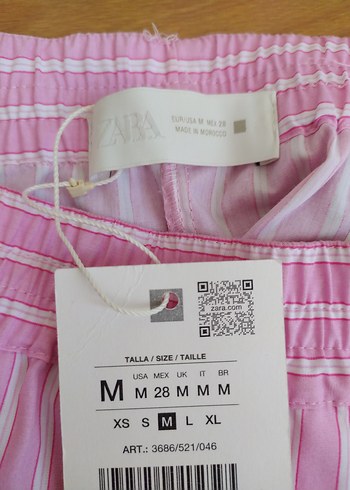 ZARA
EUR/USA M, MEX 28
MADE IN MOROCCO
zara.com
TALLA / SIZE / TAILLE
USA MEX UK IT BR
M M 28 M M M
XS S M L XL
ART.: 3686/521/046